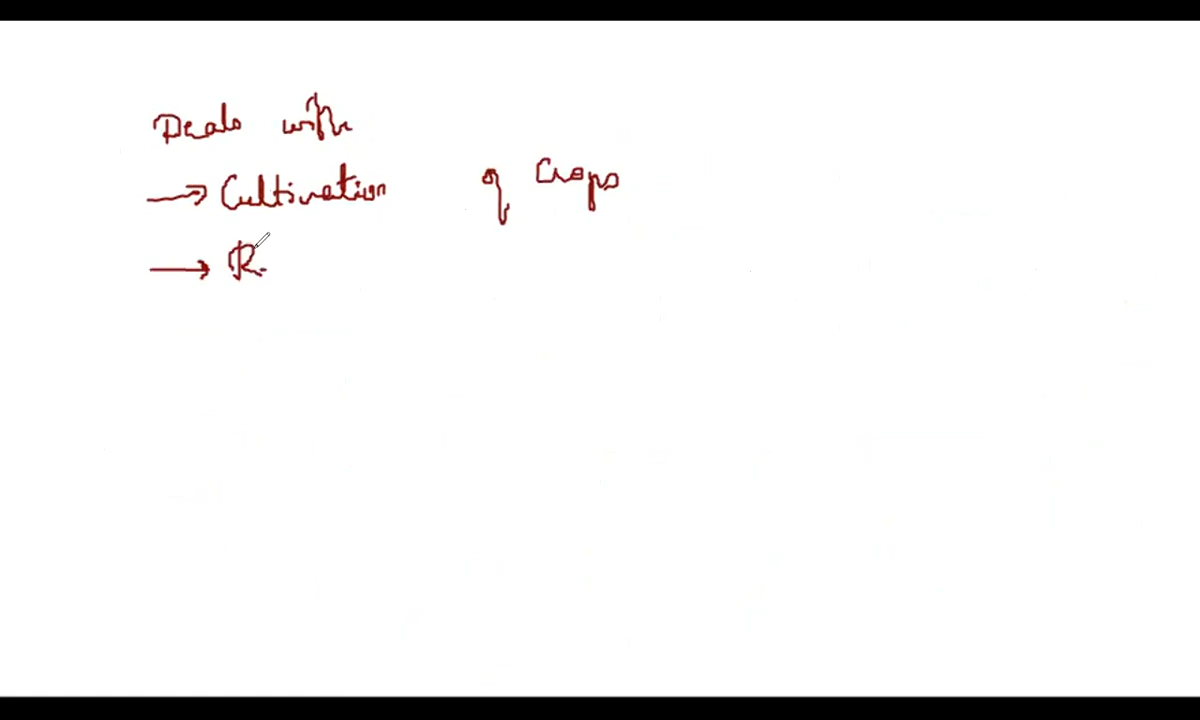 Deals with
→ Cultivation of Crops
→ R